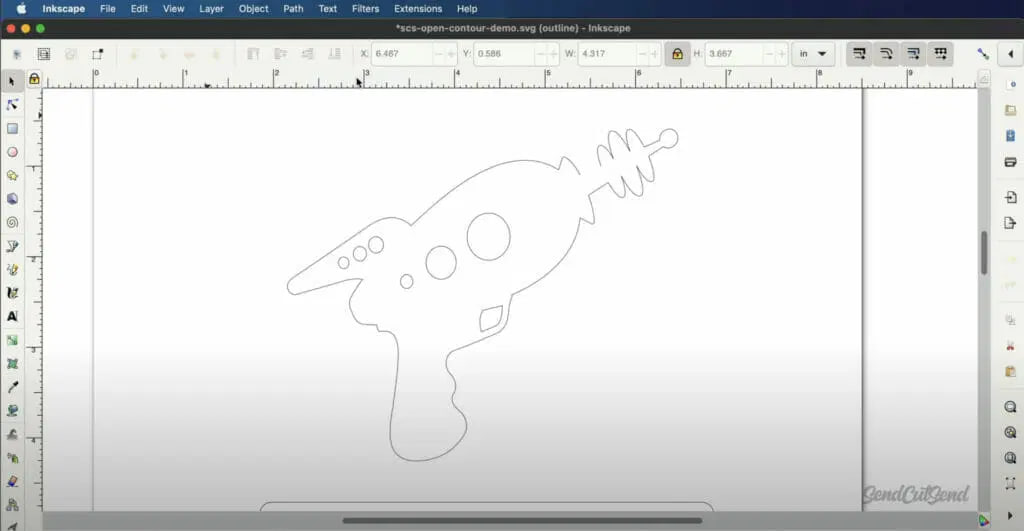 Inkscape File Edit View Layer Object Path Text Filters Extensions Help
*scs-open-contour-demo.svg (outline) - Inkscape
X: 6.467 Y: 0.586 W: 4.317 H: 3.667 in
0 1 2 3 4 5 6 7 8 9
1
2
3
4
A
SendCutSend